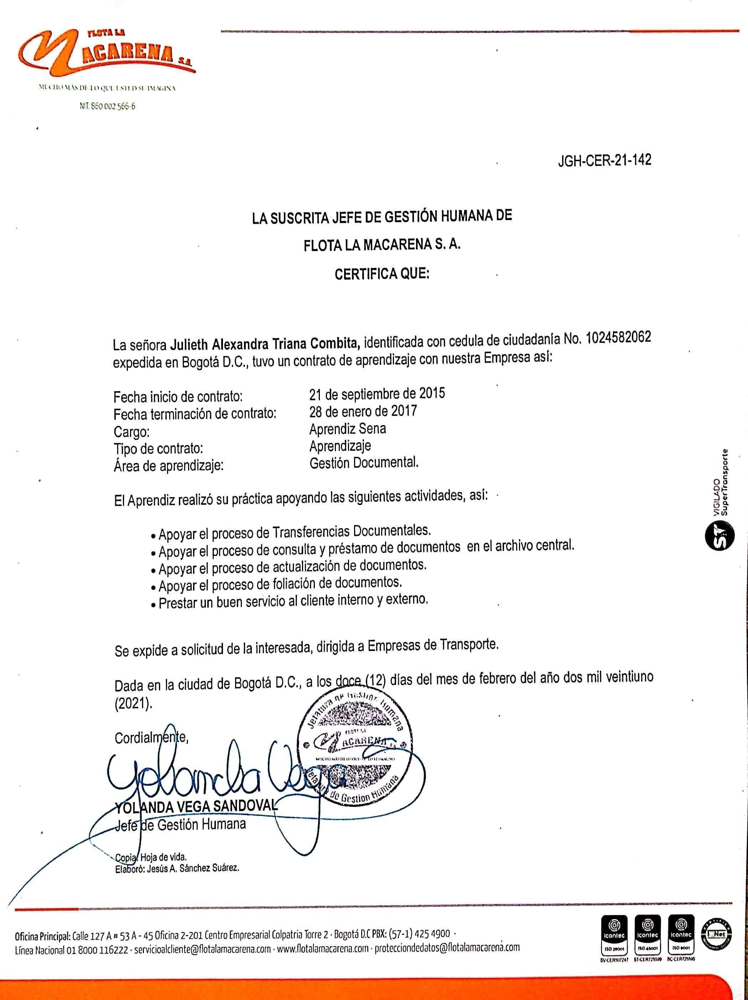 FLOTA LA
MACARENA S.A.
MUCHO MÁS DE LO QUE USTED SE IMAGINA
NIT. 860 002 566-6
JGH-CER-21-142
LA SUSCRITA JEFE DE GESTIÓN HUMANA DE
FLOTA LA MACARENA S. A.
CERTIFICA QUE:
La señora Julieth Alexandra Triana Combita, identificada con cedula de ciudadanía No. 1024582062
expedida en Bogotá D.C., tuvo un contrato de aprendizaje con nuestra Empresa así:
Fecha inicio de contrato: 21 de septiembre de 2015
Fecha terminación de contrato: 28 de enero de 2017
Cargo: Aprendiz Sena
Tipo de contrato: Aprendizaje
Área de aprendizaje: Gestión Documental.
El Aprendiz realizó su práctica apoyando las siguientes actividades, así:
• Apoyar el proceso de Transferencias Documentales.
• Apoyar el proceso de consulta y préstamo de documentos en el archivo central.
• Apoyar el proceso de actualización de documentos.
• Apoyar el proceso de foliación de documentos.
• Prestar un buen servicio al cliente interno y externo.
VIGILADO
SuperTransporte
ST
Se expide a solicitud de la interesada, dirigida a Empresas de Transporte.
Dada en la ciudad de Bogotá D.C., a los doce (12) días del mes de febrero del año dos mil veintiuno
(2021).
Cordialmente,
Jefatura de Gestion Humana
FLOTA LA
MACARENA S.A.
MUCHO MÁS DE LO QUE USTED SE IMAGINA
Jefatura de Gestion Humana
Yolanda Vega
YOLANDA VEGA SANDOVAL
Jefe de Gestión Humana
Copia: Hoja de vida.
Elaboró: Jesús A. Sánchez Suárez.
Oficina Principal: Calle 127 A # 53 A - 45 Oficina 2-201 Centro Empresarial Colpatria Torre 2 · Bogotá D.C PBX: (57-1) 425 4900 ·
Línea Nacional 01 8000 116222 · servicioalcliente@flotalamacarena.com · www.flotalamacarena.com · protecciondedatos@flotalamacarena.com
icontec icontec icontec
ISO 39001 ISO 45001 ISO 9001
SV-CER507247
Net